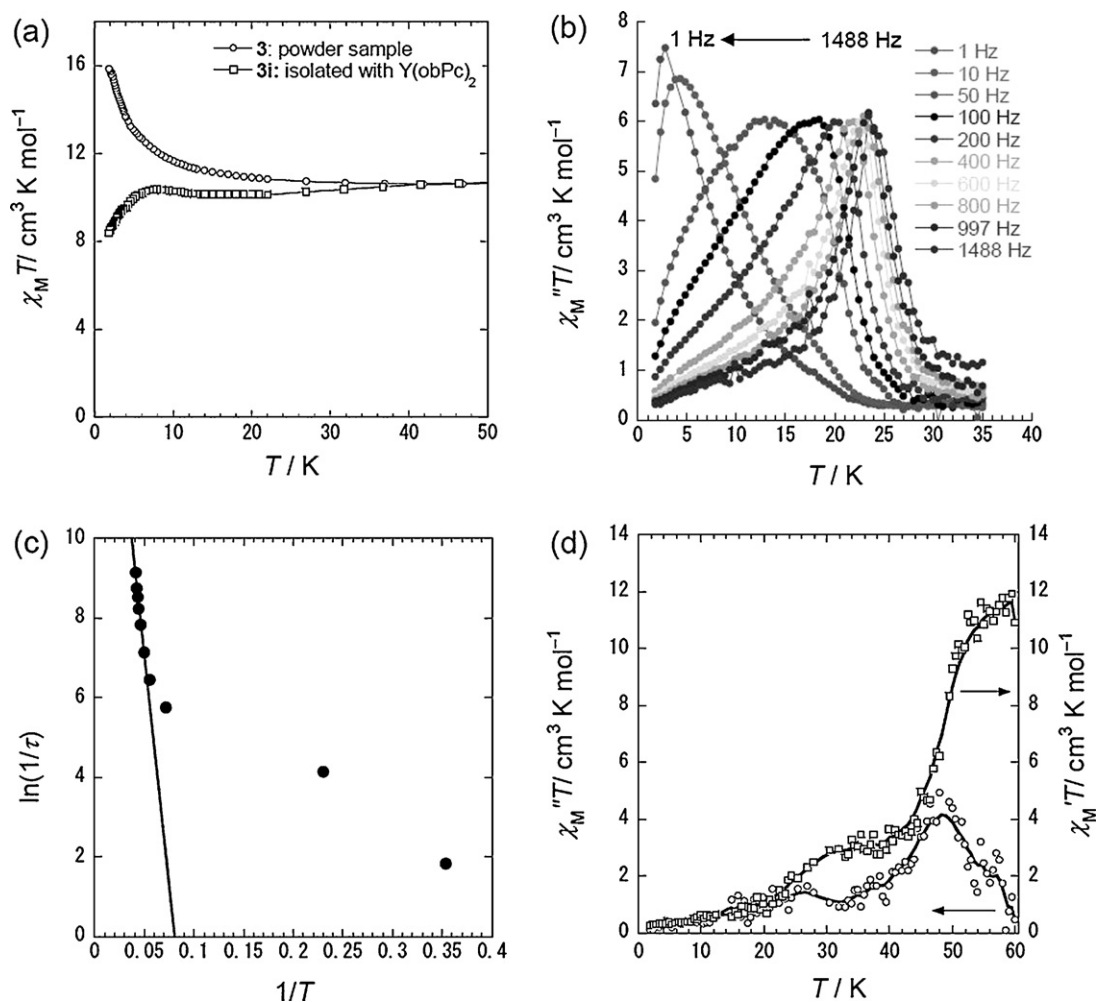 (a)
3: powder sample
3i: isolated with Y(obPc)2
16
12
8
4
0
χM T/ cm3 K mol−1
0 10 20 30 40 50
T / K
(b)
1 Hz 1488 Hz
1 Hz
10 Hz
50 Hz
100 Hz
200 Hz
400 Hz
600 Hz
800 Hz
997 Hz
1488 Hz
8
7
6
5
4
3
2
1
0
χM″T/ cm3 K mol−1
0 5 10 15 20 25 30 35 40
T / K
(c)
10
8
6
4
2
0
ln(1/τ)
0 0.05 0.1 0.15 0.2 0.25 0.3 0.35 0.4
1/T
(d)
14
12
10
8
6
4
2
0
χM″T/ cm3 K mol−1
14
12
10
8
6
4
2
0
χM′T/ cm3 K mol−1
0 10 20 30 40 50 60
T / K